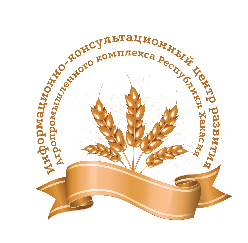 Информационно-консультационный центр развития
Агропромышленного комплекса Республики Хакасия